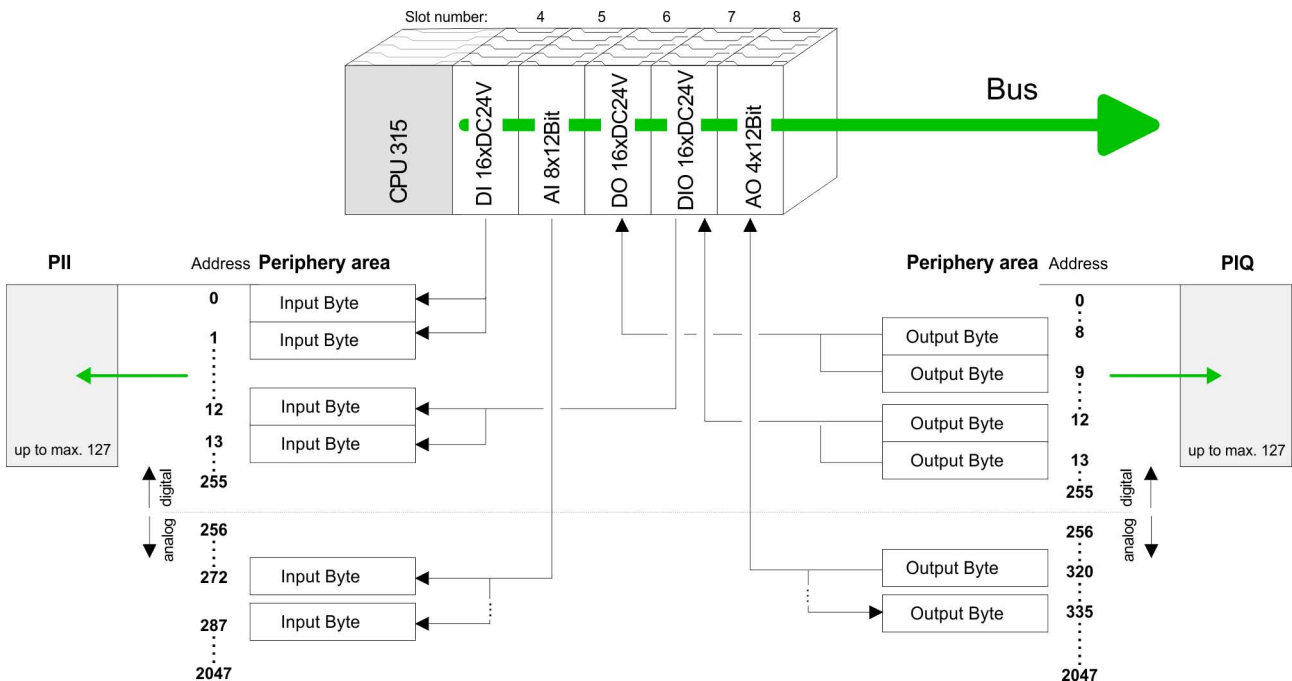 Slot number: 4 5 6 7 8
CPU 315
DI 16xDC24V
AI 8x12Bit
DO 16xDC24V
DIO 16xDC24V
AO 4x12Bit
Bus
PII
Address Periphery area
0 Input Byte
1 Input Byte
12 Input Byte
13 Input Byte
255
up to max. 127
digital
analog
256
272 Input Byte
287 Input Byte
2047
Periphery area Address
PIQ
0
Output Byte 8
Output Byte 9
Output Byte 12
Output Byte 13
255
up to max. 127
digital
analog
256
Output Byte 320
Output Byte 335
2047